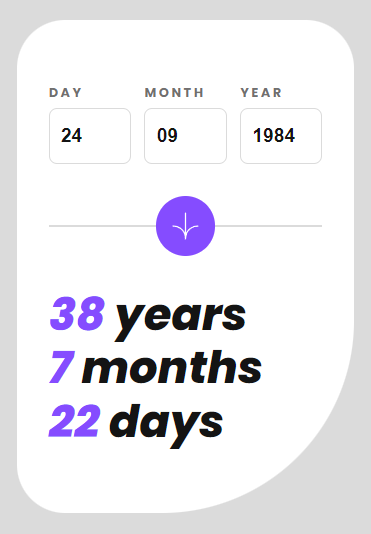 DAY MONTH YEAR
24 09 1984
38 years
7 months
22 days